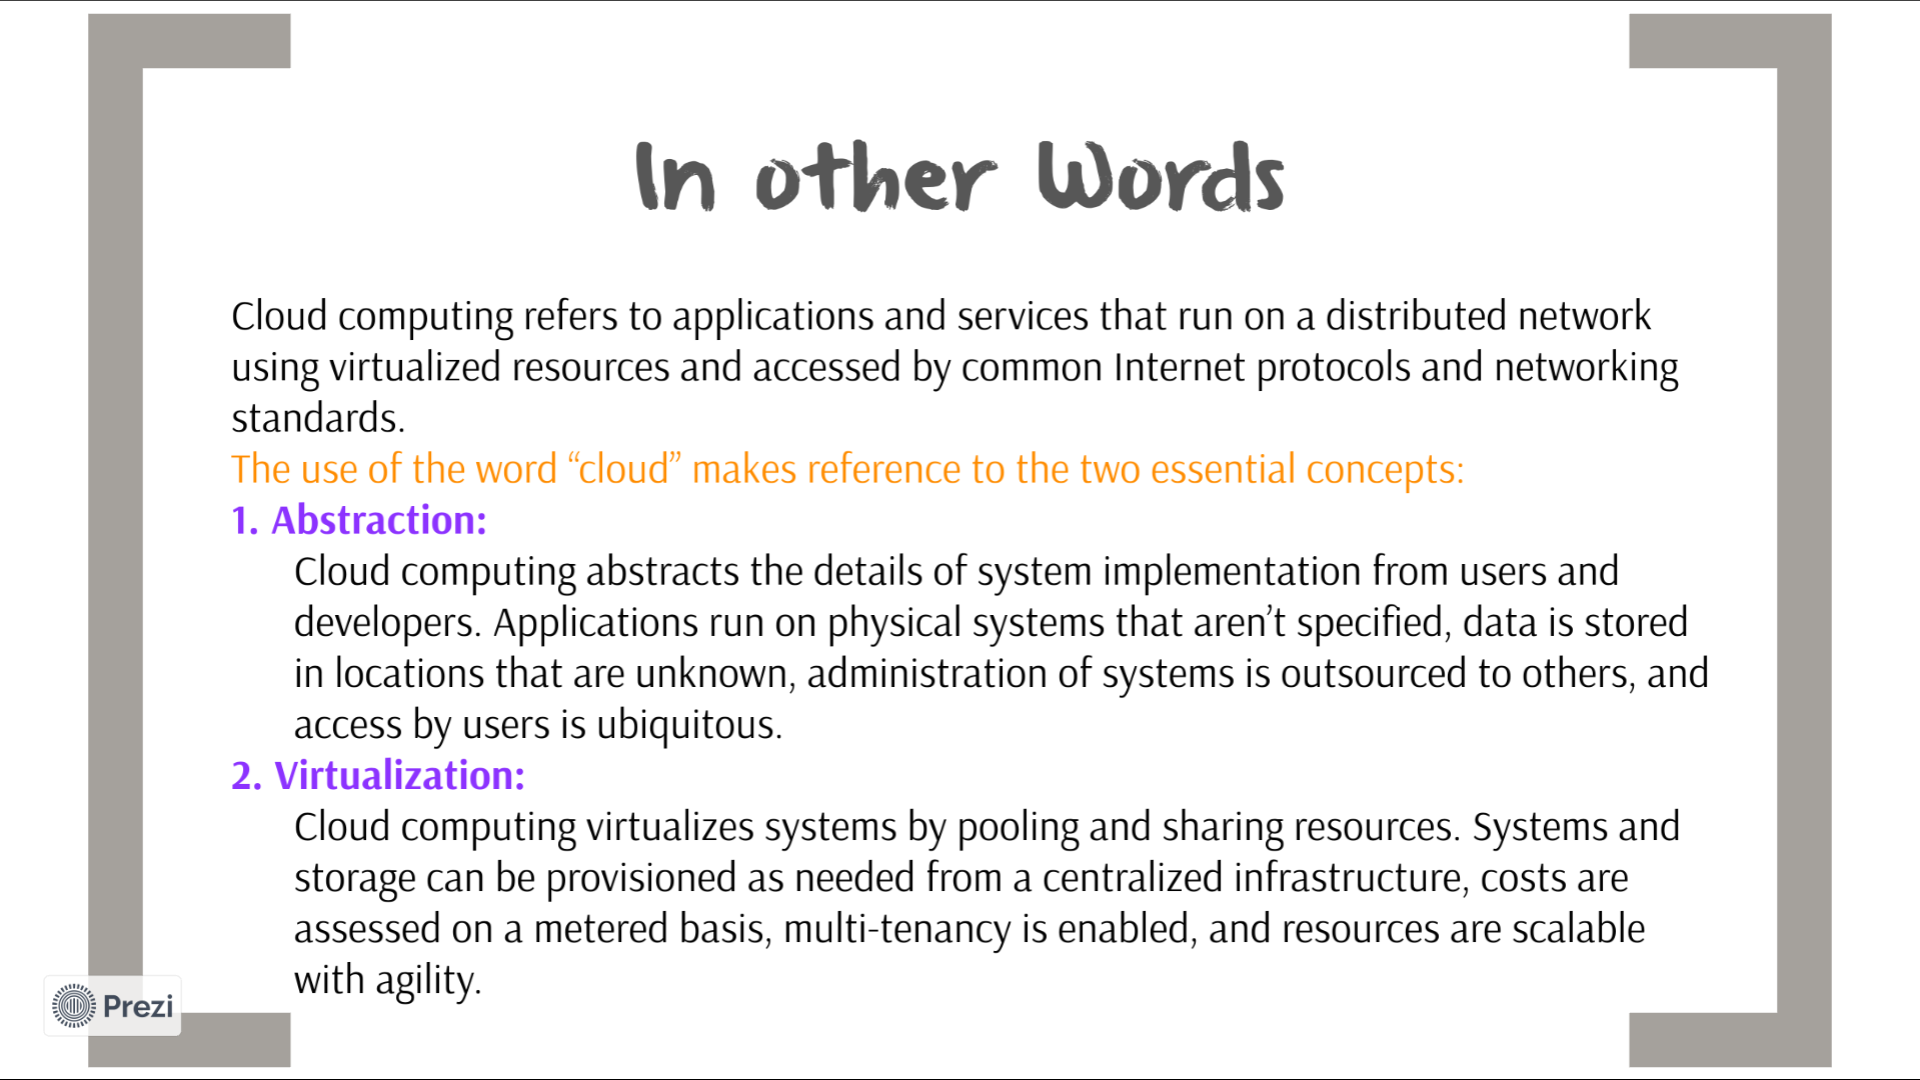 In other Words
Cloud computing refers to applications and services that run on a distributed network
using virtualized resources and accessed by common Internet protocols and networking
standards.
The use of the word “cloud” makes reference to the two essential concepts:
1. Abstraction:
Cloud computing abstracts the details of system implementation from users and
developers. Applications run on physical systems that aren’t specified, data is stored
in locations that are unknown, administration of systems is outsourced to others, and
access by users is ubiquitous.
2. Virtualization:
Cloud computing virtualizes systems by pooling and sharing resources. Systems and
storage can be provisioned as needed from a centralized infrastructure, costs are
assessed on a metered basis, multi-tenancy is enabled, and resources are scalable
with agility.
Prezi